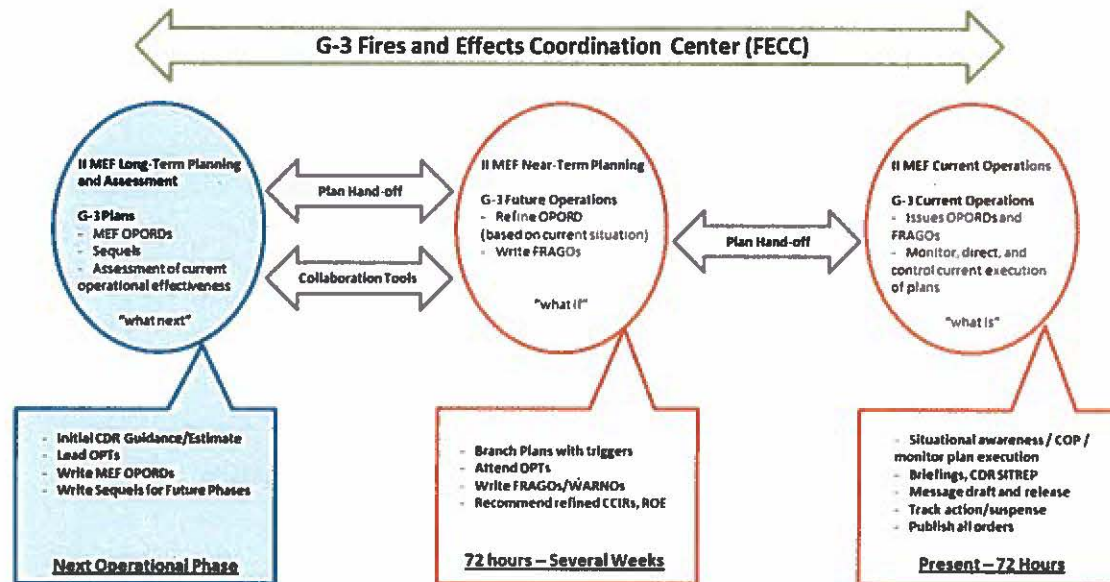 G-3 Fires and Effects Coordination Center (FECC)
II MEF Long-Term Planning
and Assessment
G-3 Plans
- MEF OPORDs
- Sequels
- Assessment of current
operational effectiveness
"what next"
Plan Hand-off
Collaboration Tools
II MEF Near-Term Planning
G-3 Future Operations
- Refine OPORD
(based on current situation)
- Write FRAGOs
"what if"
Plan Hand-off
II MEF Current Operations
G-3 Current Operations
- Issues OPORDs and
FRAGOs
- Monitor, direct, and
control current execution
of plans
"what is"
- Initial CDR Guidance/Estimate
- Lead OPTs
- Write MEF OPORDs
- Write Sequels for Future Phases
Next Operational Phase
- Branch Plans with triggers
- Attend OPTs
- Write FRAGOs/WARNOs
- Recommend refined CCIRs, ROE
72 hours – Several Weeks
- Situational awareness / COP /
monitor plan execution
- Briefings, CDR SITREP
- Message draft and release
- Track action/suspense
- Publish all orders
Present – 72 Hours